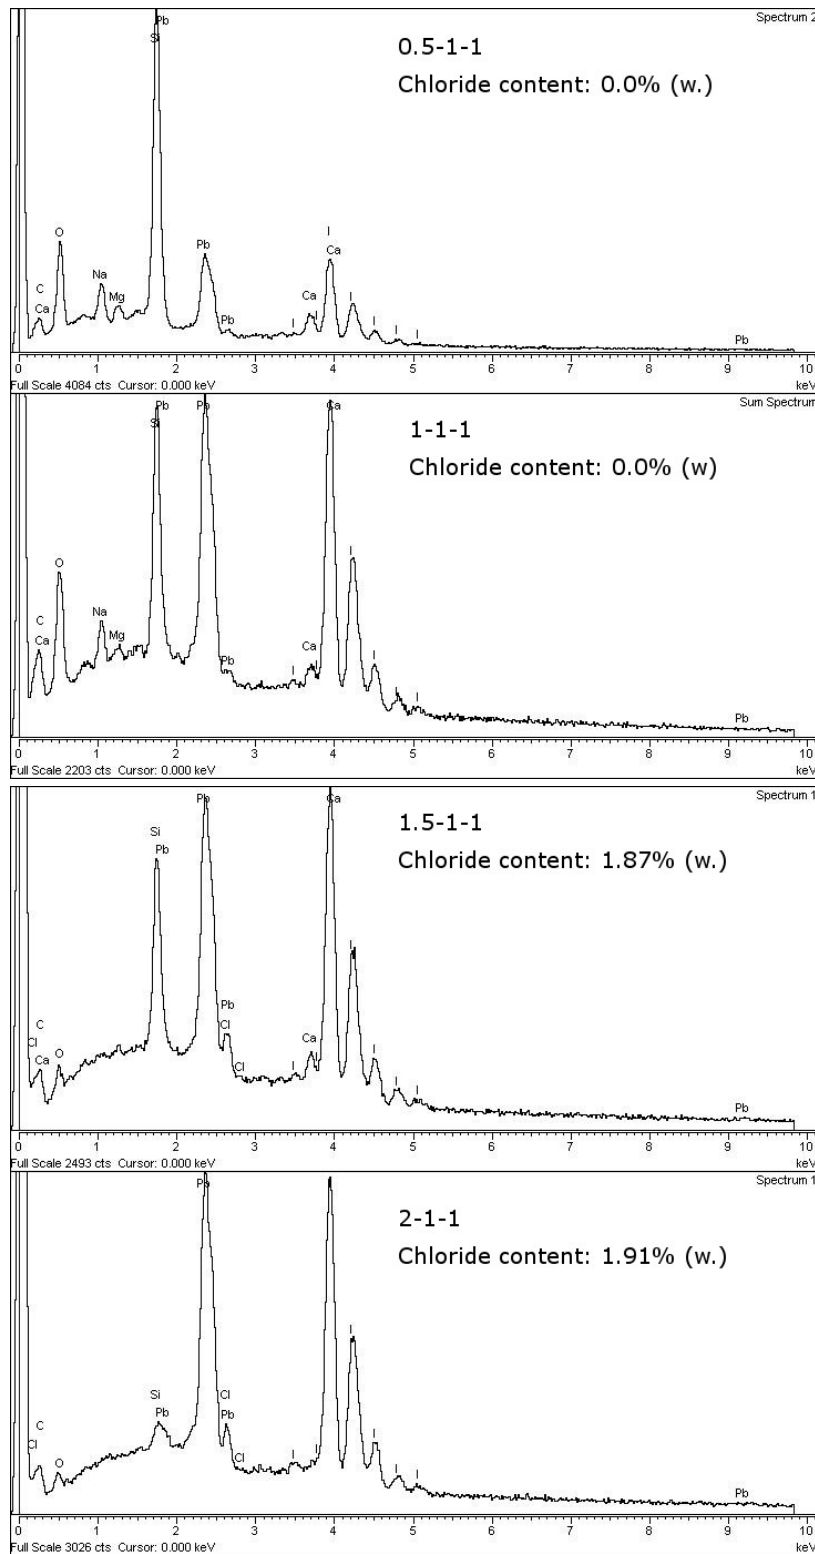 Spectrum 2
0.5-1-1
Chloride content: 0.0% (w.)
Pb
Si
O
C
Ca
Na
Mg
Pb
Pb
I
Ca
Ca
I
I
I
I
I
I
Pb
0 1 2 3 4 5 6 7 8 9 10
Full Scale 4084 cts Cursor: 0.000 keV
keV
Sum Spectrum
1-1-1
Chloride content: 0.0% (w)
Pb
Si
Pb
Ca
O
C
Ca
Na
Mg
Pb
Ca
I
I
I
I
I
I
Pb
0 1 2 3 4 5 6 7 8 9 10
Full Scale 2203 cts Cursor: 0.000 keV
keV
Spectrum 1
1.5-1-1
Chloride content: 1.87% (w.)
Pb
Ca
Si
Pb
Pb
Cl
C
Cl
Ca
O
Cl
Ca
I
I
I
I
I
I
Pb
0 1 2 3 4 5 6 7 8 9 10
Full Scale 2493 cts Cursor: 0.000 keV
keV
Spectrum 1
2-1-1
Chloride content: 1.91% (w.)
Pb
Si
Pb
Cl
Pb
C
Cl
O
Cl
I
I
I
I
I
I
Pb
0 1 2 3 4 5 6 7 8 9 10
Full Scale 3026 cts Cursor: 0.000 keV
keV